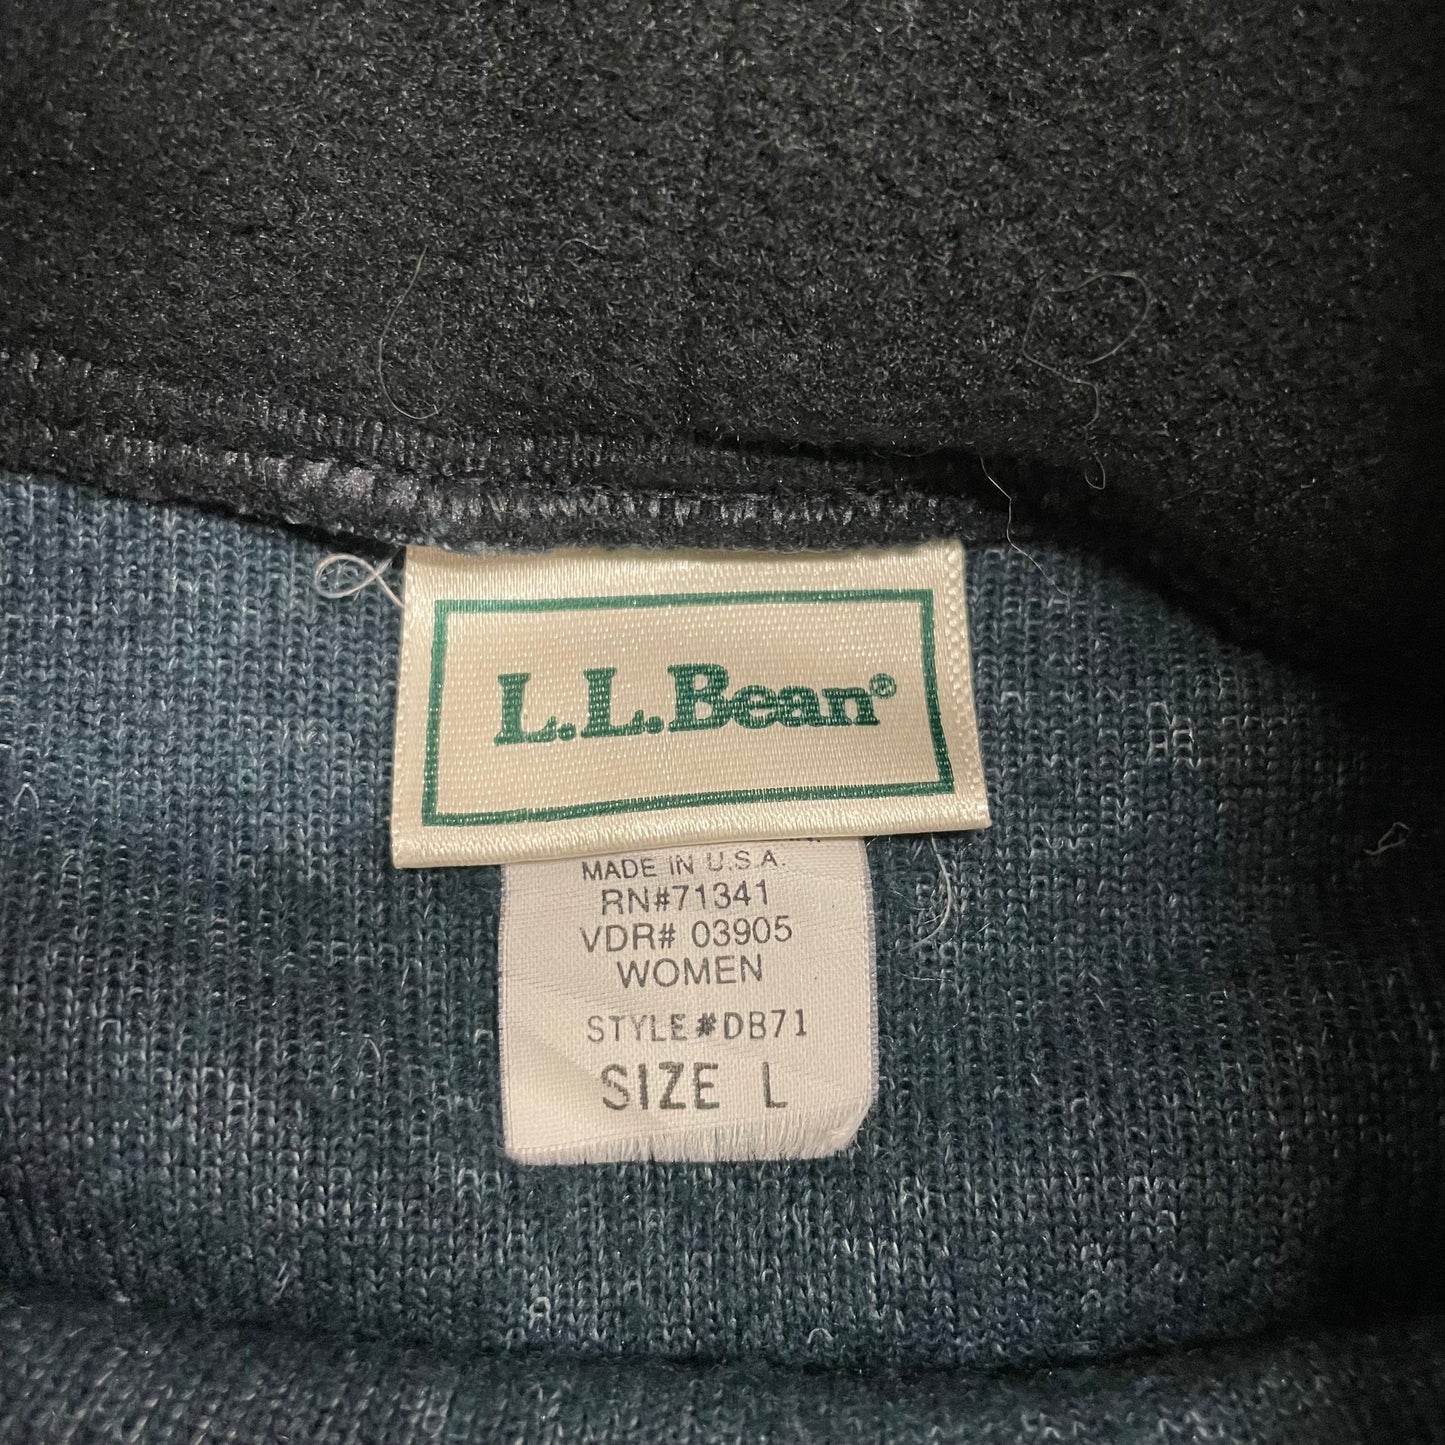 L.L.Bean®
MADE IN U.S.A.
RN#71341
VDR# 03905
WOMEN
STYLE#DB71
SIZE L